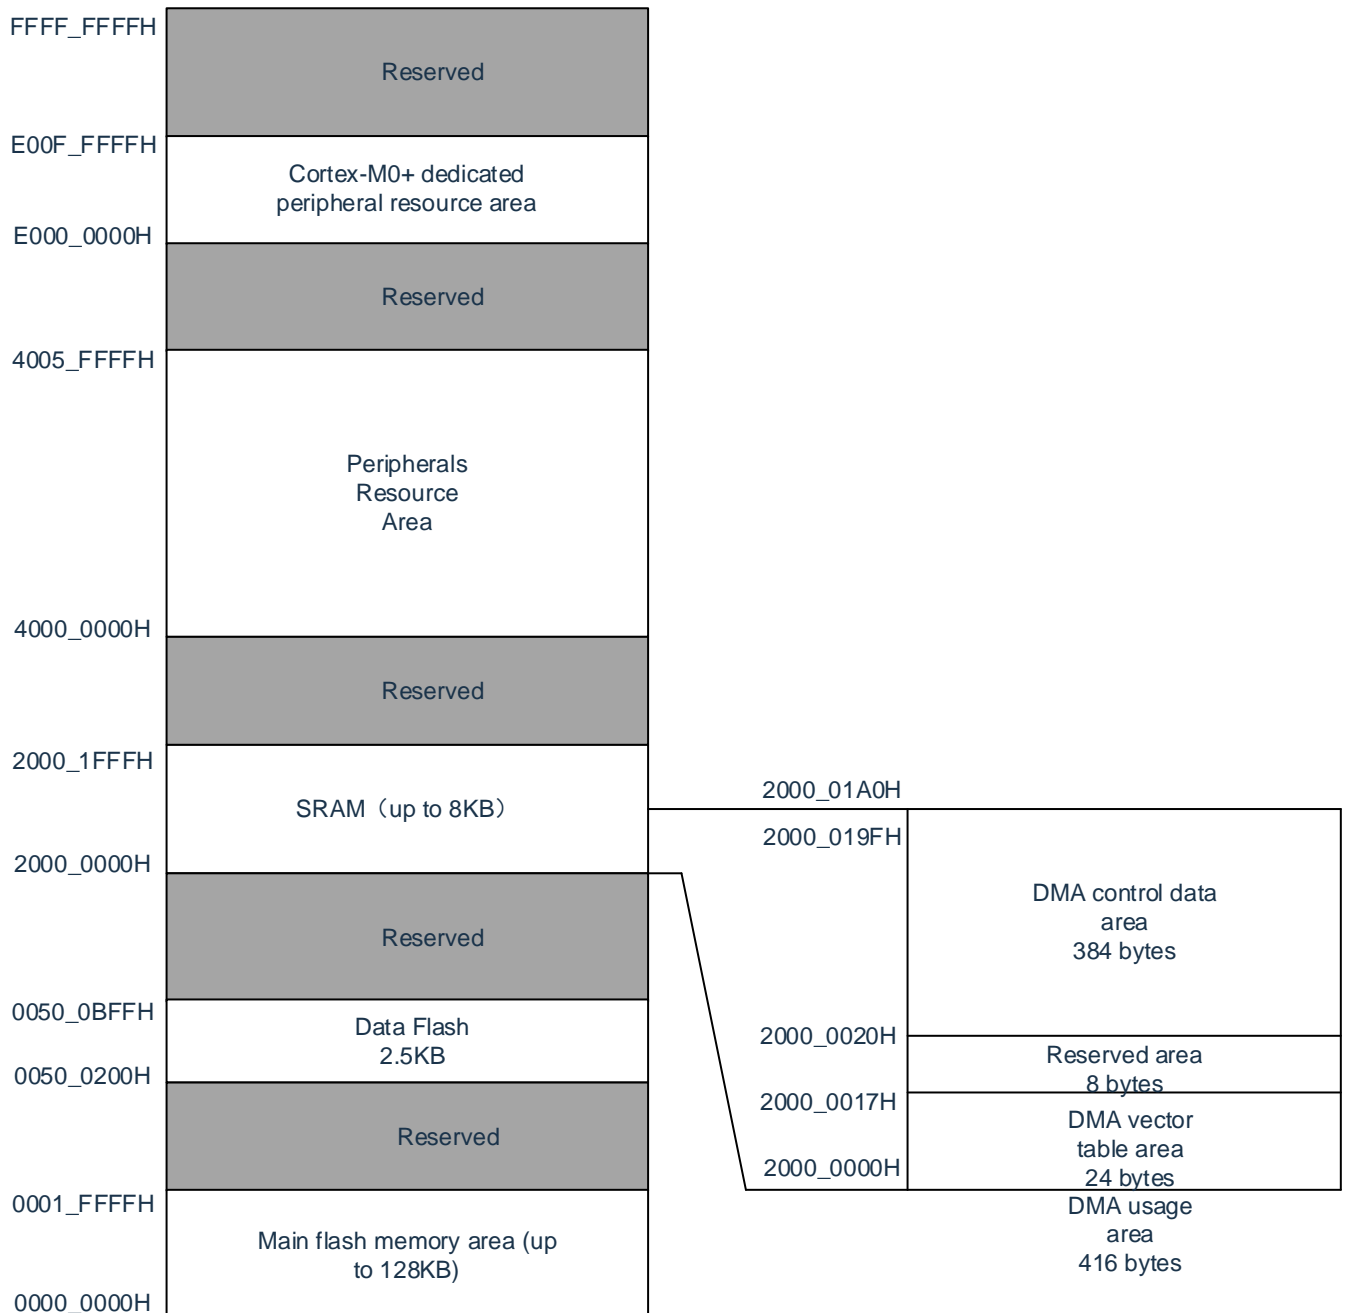 FFFF_FFFFH
Reserved
E00F_FFFFH
Cortex-M0+ dedicated
peripheral resource area
E000_0000H
Reserved
4005_FFFFH
Peripherals
Resource
Area
4000_0000H
Reserved
2000_1FFFH
SRAM（up to 8KB）
2000_0000H
Reserved
0050_0BFFH
Data Flash
2.5KB
0050_0200H
Reserved
0001_FFFFH
Main flash memory area (up
to 128KB)
0000_0000H
2000_01A0H
2000_019FH
DMA control data
area
384 bytes
2000_0020H
Reserved area
8 bytes
2000_0017H
DMA vector
table area
24 bytes
2000_0000H
DMA usage
area
416 bytes